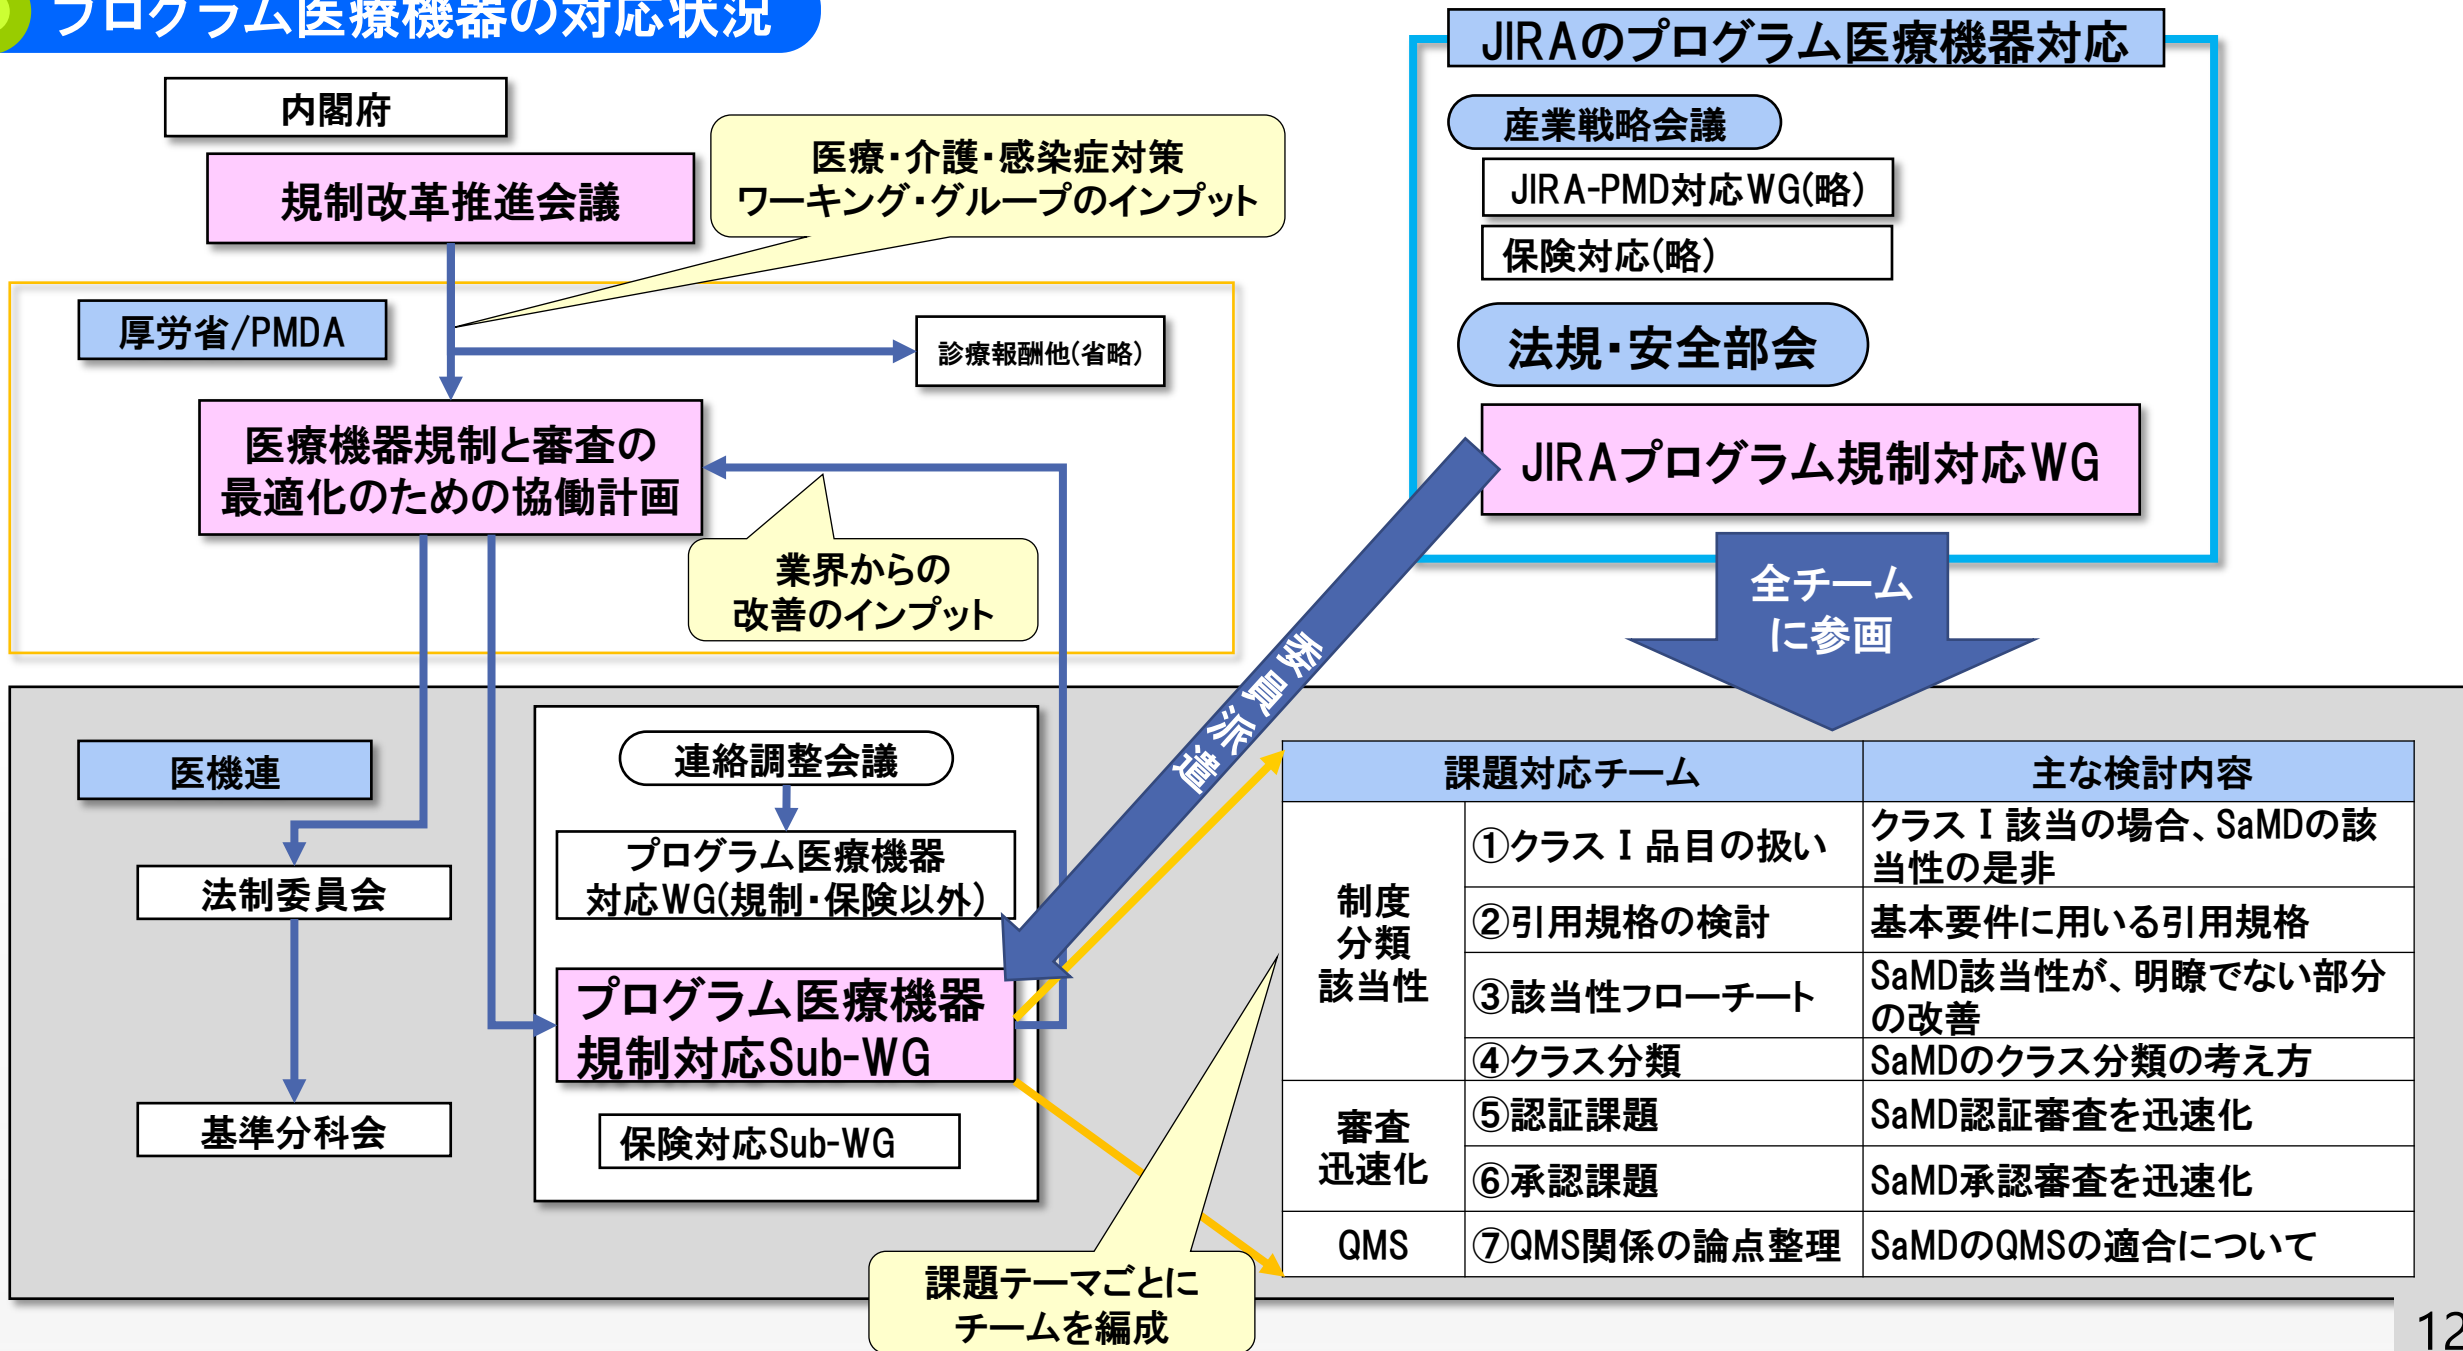 プログラム医療機器の対応状況
内閣府
規制改革推進会議
医療・介護・感染症対策
ワーキング・グループのインプット
厚労省/PMDA
診療報酬他(省略)
医療機器規制と審査の
最適化のための協働計画
業界からの
改善のインプット
JIRAのプログラム医療機器対応
産業戦略会議
JIRA-PMD対応WG(略)
保険対応(略)
法規・安全部会
JIRAプログラム規制対応WG
全チーム
に参画
委員派遣
医機連
法制委員会
基準分科会
連絡調整会議
プログラム医療機器
対応WG(規制・保険以外)
プログラム医療機器
規制対応Sub-WG
保険対応Sub-WG
課題テーマごとに
チームを編成
課題対応チーム 主な検討内容
制度
分類
該当性
①クラスⅠ品目の扱い
クラスⅠ該当の場合、SaMDの該
当性の是非
②引用規格の検討 基本要件に用いる引用規格
③該当性フローチート
SaMD該当性が、明瞭でない部分
の改善
④クラス分類 SaMDのクラス分類の考え方
審査
迅速化
⑤認証課題 SaMD認証審査を迅速化
⑥承認課題 SaMD承認審査を迅速化
QMS ⑦QMS関係の論点整理 SaMDのQMSの適合について
12